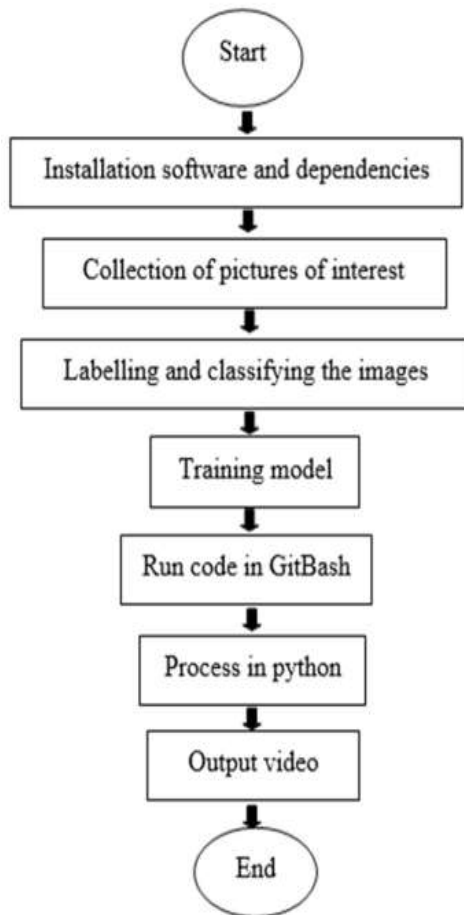 Start
Installation software and dependencies
Collection of pictures of interest
Labelling and classifying the images
Training model
Run code in GitBash
Process in python
Output video
End